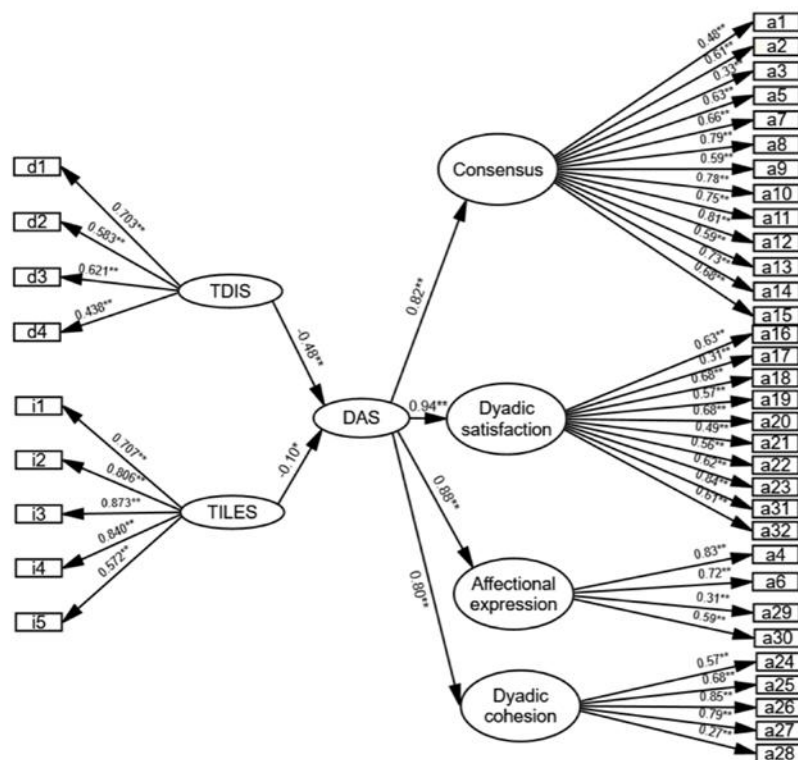 d1
d2
d3
d4
0.703**
0.583**
0.621**
0.438**
TDIS
i1
i2
i3
i4
i5
0.707**
0.806**
0.873**
0.840**
0.572**
TILES
-0.48**
-0.10*
DAS
0.82**
0.94**
0.88**
0.80**
Consensus
0.48**
0.61**
0.33**
0.63**
0.66**
0.79**
0.59**
0.78**
0.75**
0.81**
0.59**
0.73**
0.68**
a1
a2
a3
a5
a7
a8
a9
a10
a11
a12
a13
a14
a15
Dyadic
satisfaction
0.63**
0.31**
0.68**
0.57**
0.68**
0.49**
0.56**
0.62**
0.84**
0.61**
a16
a17
a18
a19
a20
a21
a22
a23
a31
a32
Affectional
expression
0.83**
0.72**
0.31**
0.59**
a4
a6
a29
a30
Dyadic
cohesion
0.57**
0.68**
0.85**
0.79**
0.27**
a24
a25
a26
a27
a28